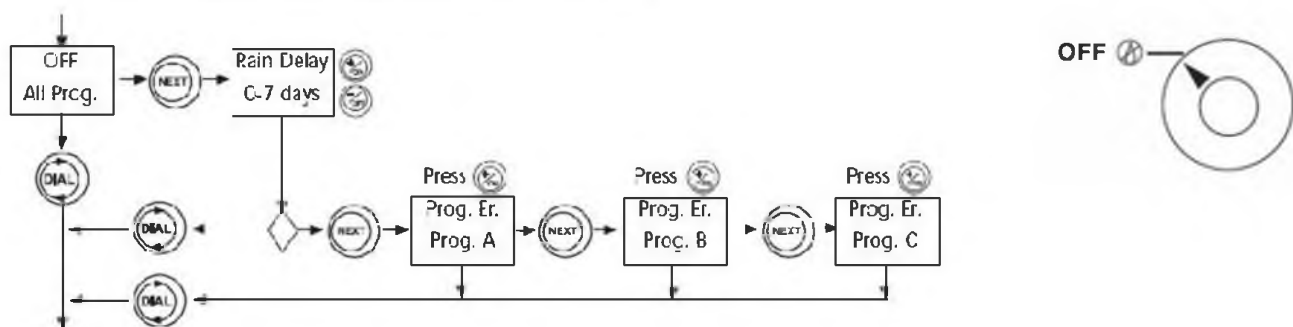 OFF
All Prog.
NEXT
Rain Delay
0-7 days
OFF
DIAL
Press
Press
Press
DIAL
NEXT
Prog. Er.
Prog. A
NEXT
Prog. Er.
Prog. B
NEXT
Prog. Er.
Prog. C
DIAL